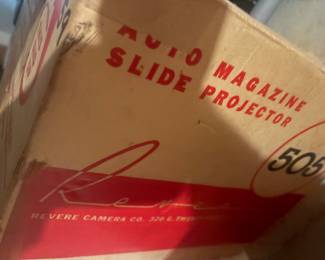 AUTO MAGAZINE
SLIDE PROJECTOR
505
Revere
REVERE CAMERA CO. 320 E.